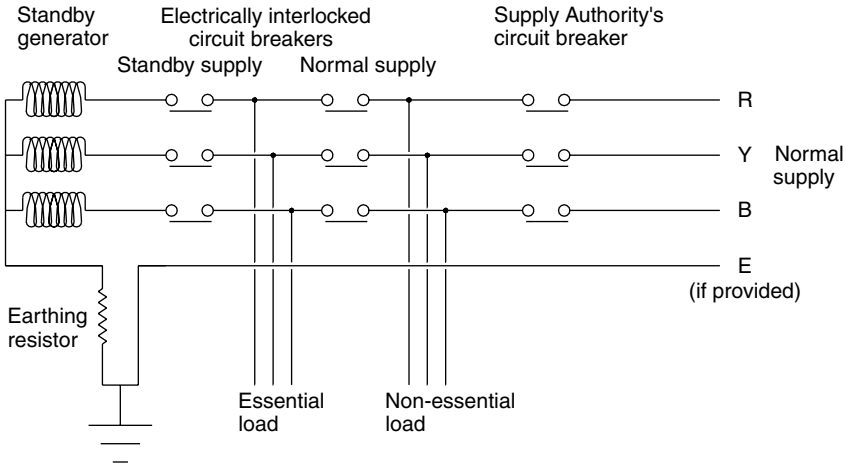 Standby
generator
Electrically interlocked
circuit breakers
Supply Authority's
circuit breaker
Standby supply
Normal supply
R
Y
Normal
supply
B
E
(if provided)
Earthing
resistor
Essential
load
Non-essential
load